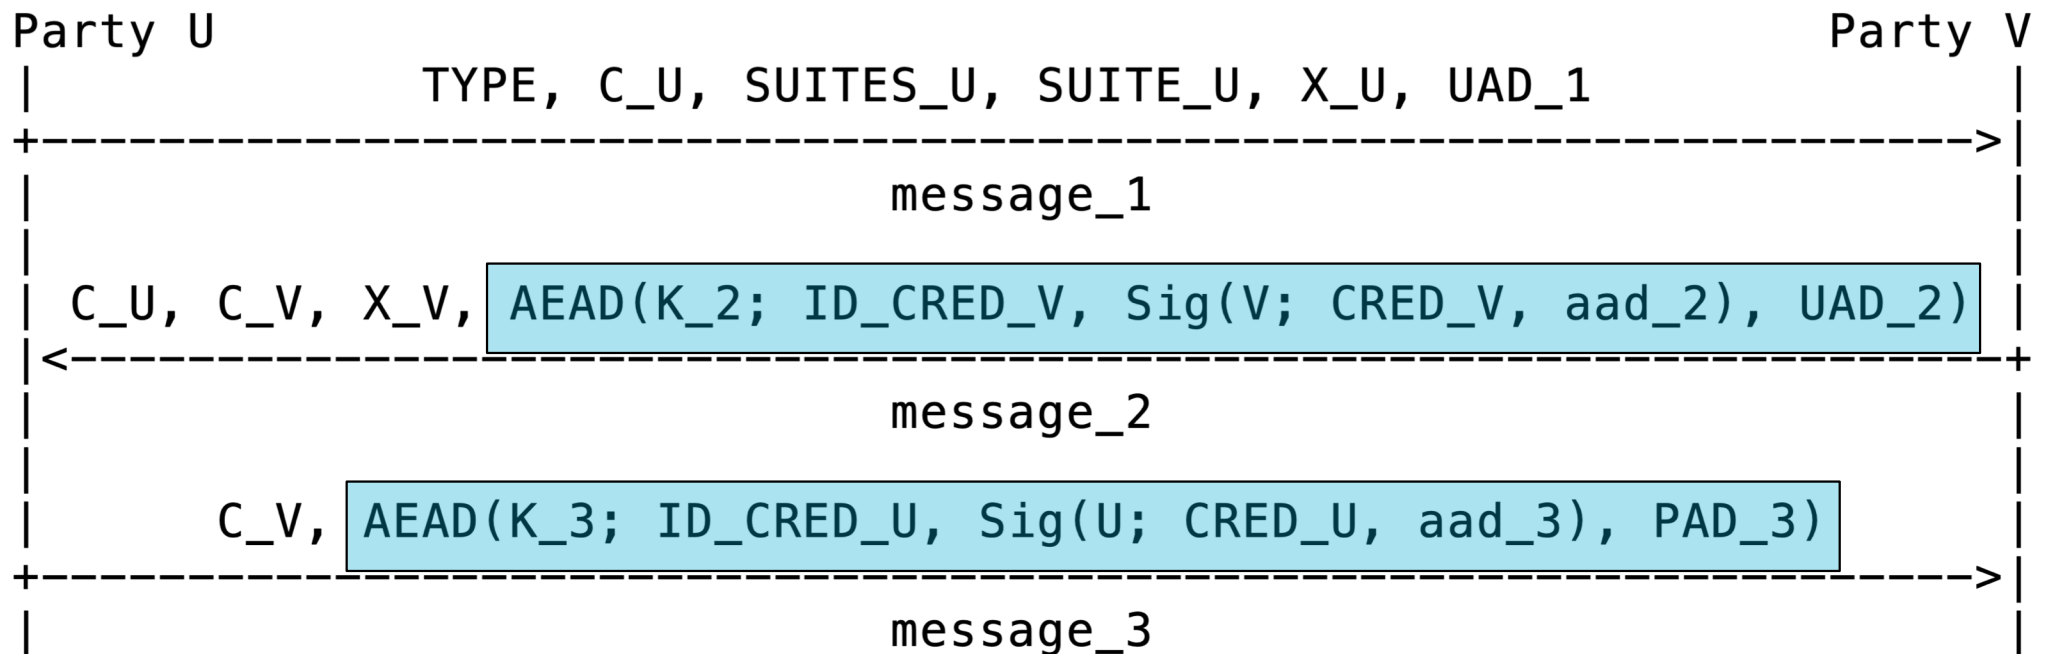 Party U Party V
| TYPE, C_U, SUITES_U, SUITE_U, X_U, UAD_1 |
+------------------------------------------------------------------>|
| message_1 |
| |
| C_U, C_V, X_V, AEAD(K_2; ID_CRED_V, Sig(V; CRED_V, aad_2), UAD_2) |
|<------------------------------------------------------------------+
| message_2 |
| |
| C_V, AEAD(K_3; ID_CRED_U, Sig(U; CRED_U, aad_3), PAD_3) |
+------------------------------------------------------------------>|
| message_3 |